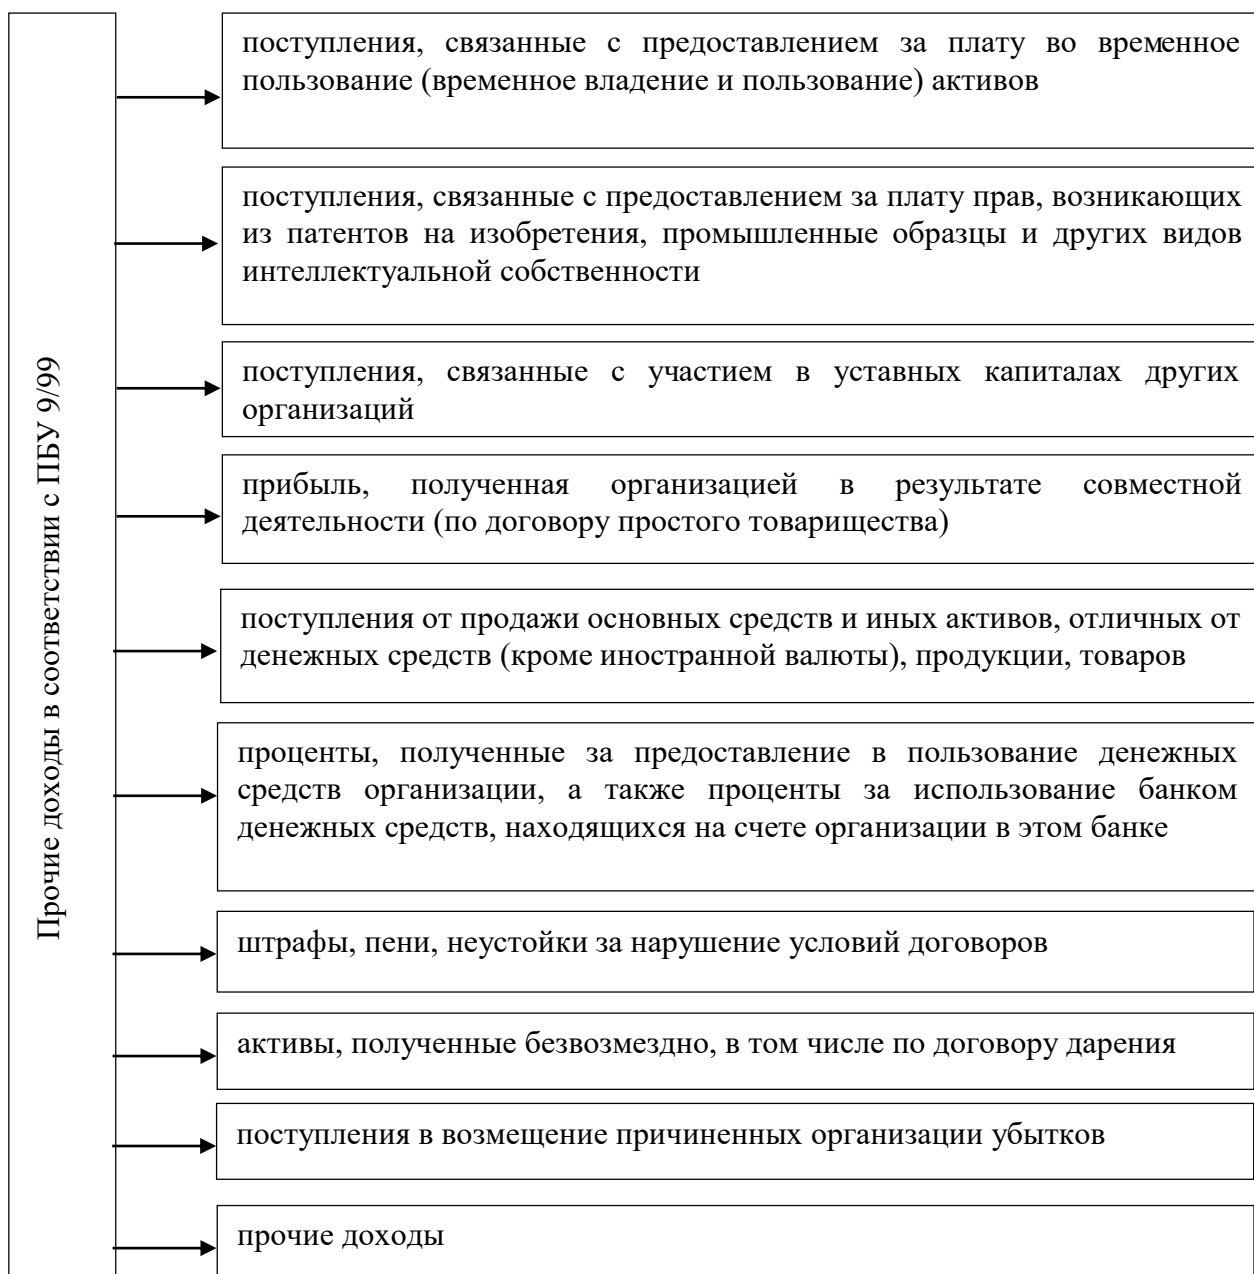 Прочие доходы в соответствии с ПБУ 9/99
поступления, связанные с предоставлением за плату во временное
пользование (временное владение и пользование) активов
поступления, связанные с предоставлением за плату прав, возникающих
из патентов на изобретения, промышленные образцы и других видов
интеллектуальной собственности
поступления, связанные с участием в уставных капиталах других
организаций
прибыль, полученная организацией в результате совместной
деятельности (по договору простого товарищества)
поступления от продажи основных средств и иных активов, отличных от
денежных средств (кроме иностранной валюты), продукции, товаров
проценты, полученные за предоставление в пользование денежных
средств организации, а также проценты за использование банком
денежных средств, находящихся на счете организации в этом банке
штрафы, пени, неустойки за нарушение условий договоров
активы, полученные безвозмездно, в том числе по договору дарения
поступления в возмещение причиненных организации убытков
прочие доходы